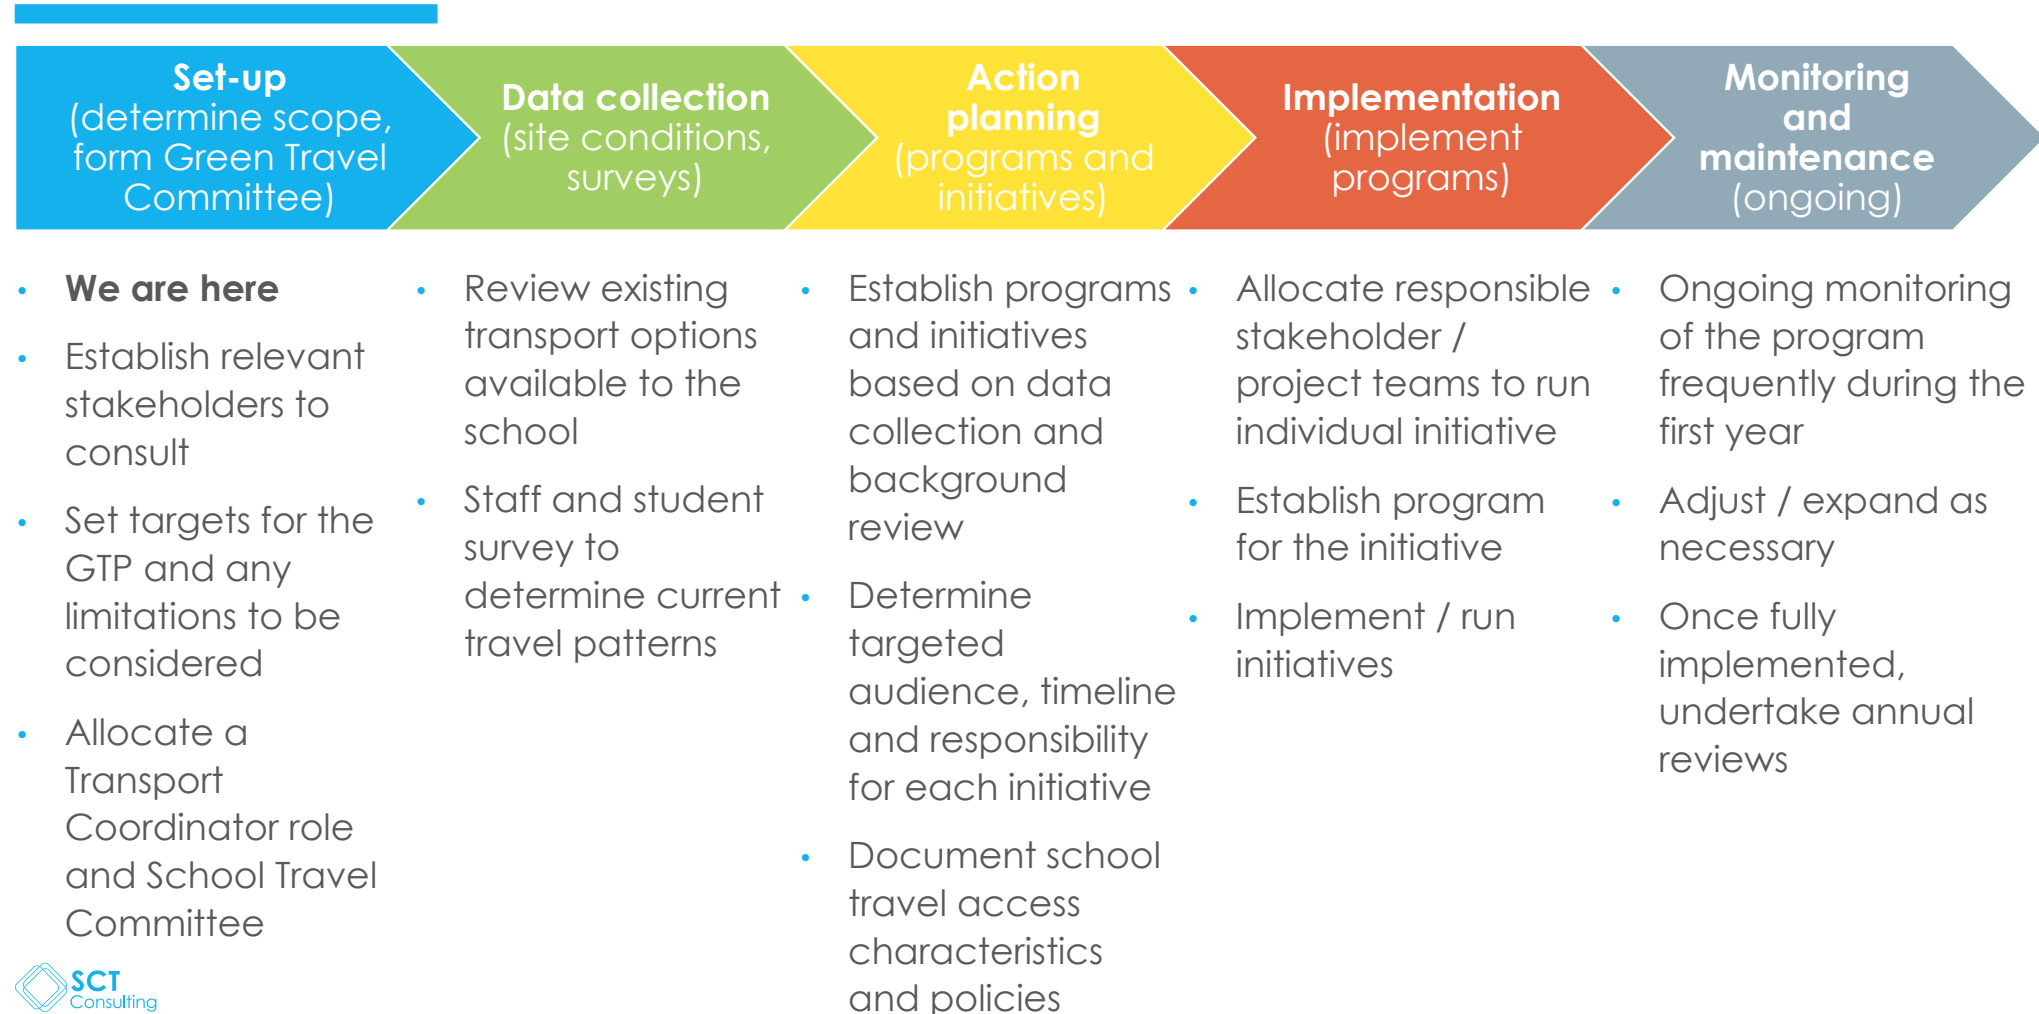 Set-up
(determine scope,
form Green Travel
Committee)
Data collection
(site conditions,
surveys)
Action
planning
(programs and
initiatives)
Implementation
(implement
programs)
Monitoring
and
maintenance
(ongoing)
• We are here
• Establish relevant
stakeholders to
consult
• Set targets for the
GTP and any
limitations to be
considered
• Allocate a
Transport
Coordinator role
and School Travel
Committee
• Review existing
transport options
available to the
school
• Staff and student
survey to
determine current
travel patterns
• Establish programs
and initiatives
based on data
collection and
background
review
• Determine
targeted
audience, timeline
and responsibility
for each initiative
• Document school
travel access
characteristics
and policies
• Allocate responsible
stakeholder /
project teams to run
individual initiative
• Establish program
for the initiative
• Implement / run
initiatives
• Ongoing monitoring
of the program
frequently during the
first year
• Adjust / expand as
necessary
• Once fully
implemented,
undertake annual
reviews
SCT
Consulting